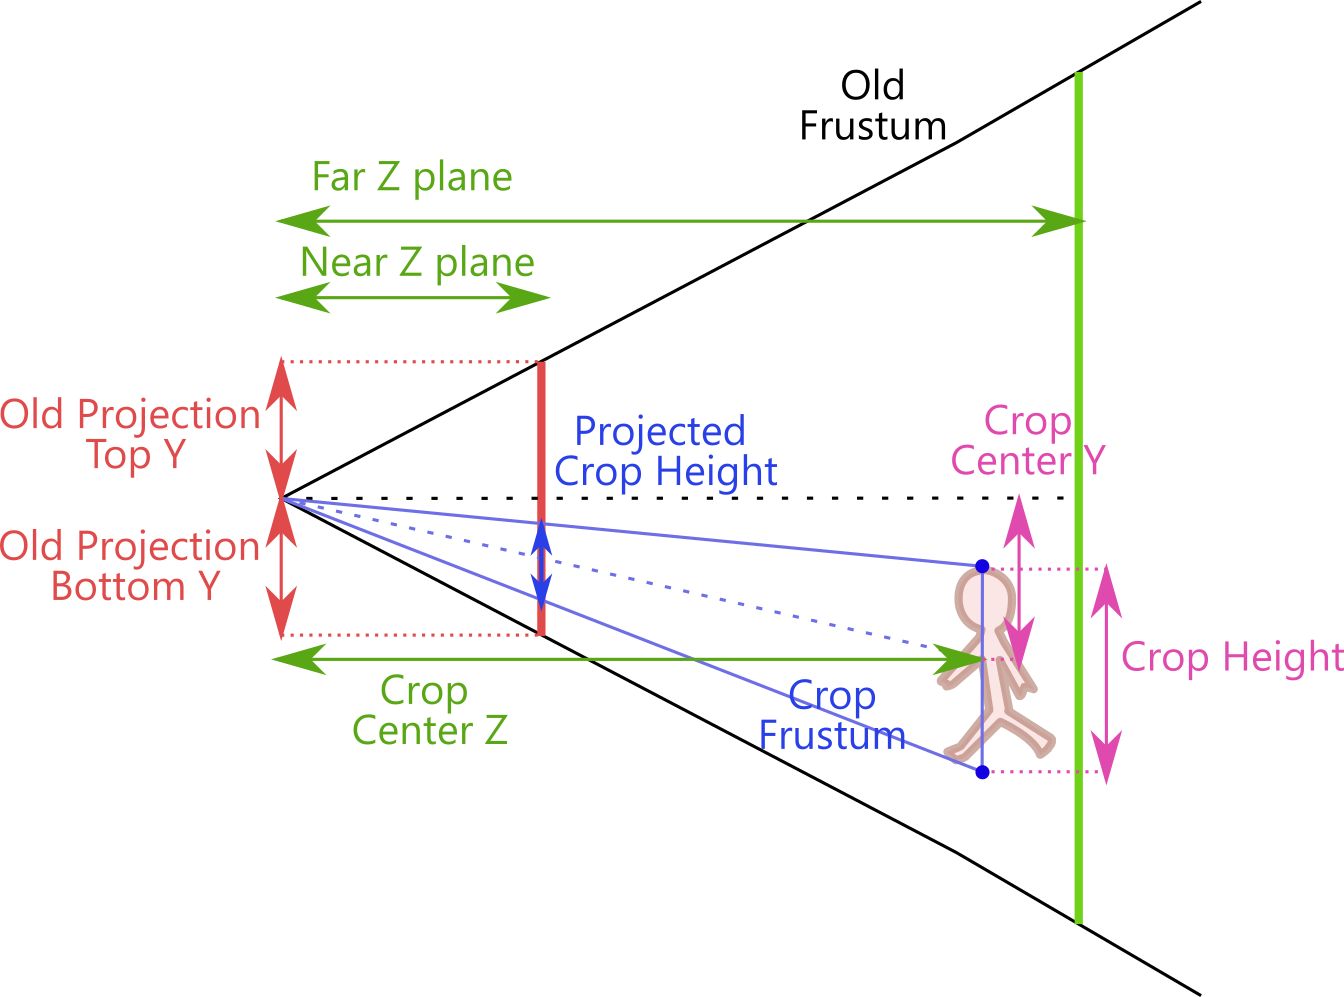 Old
Frustum
Far Z plane
Near Z plane
Old Projection
Top Y
Projected
Crop Height
Crop
Center Y
Old Projection
Bottom Y
Crop Height
Crop
Center Z
Crop
Frustum